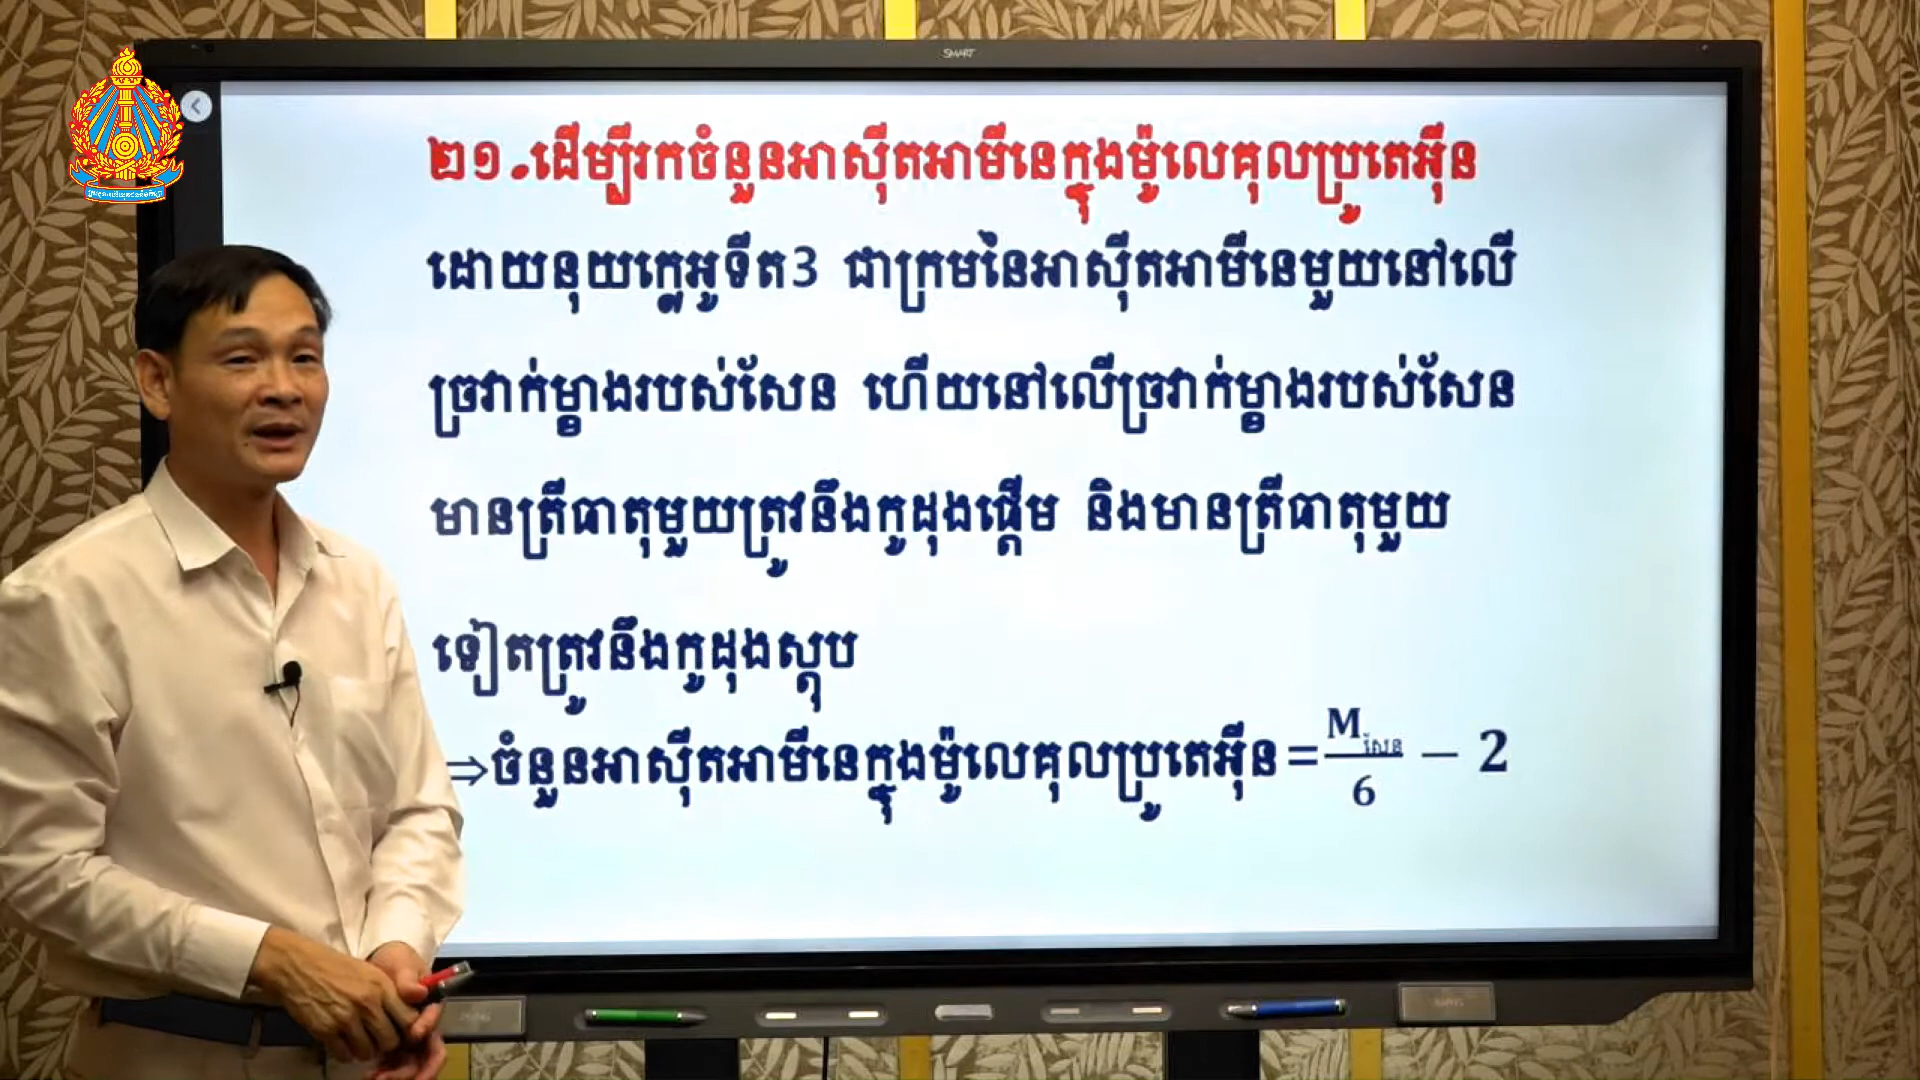 SMART
២១.ដើម្បីរកចំនួនអាស៊ីតអាមីនេក្នុងម៉ូលេគុលប្រូតេអ៊ីន
ដោយនុយក្លេអូទីត3 ជាក្រមនៃអាស៊ីតអាមីនេមួយនៅលើ
ច្រវាក់ម្ខាងរបស់សែន ហើយនៅលើច្រវាក់ម្ខាងរបស់សែន
មានត្រីធាតុមួយត្រូវនឹងកូដុងផ្តើម និងមានត្រីធាតុមួយ
ទៀតត្រូវនឹងកូដុងស្តុប
⇒ចំនួនអាស៊ីតអាមីនេក្នុងម៉ូលេគុលប្រូតេអ៊ីន = M សែន / 6 − 2